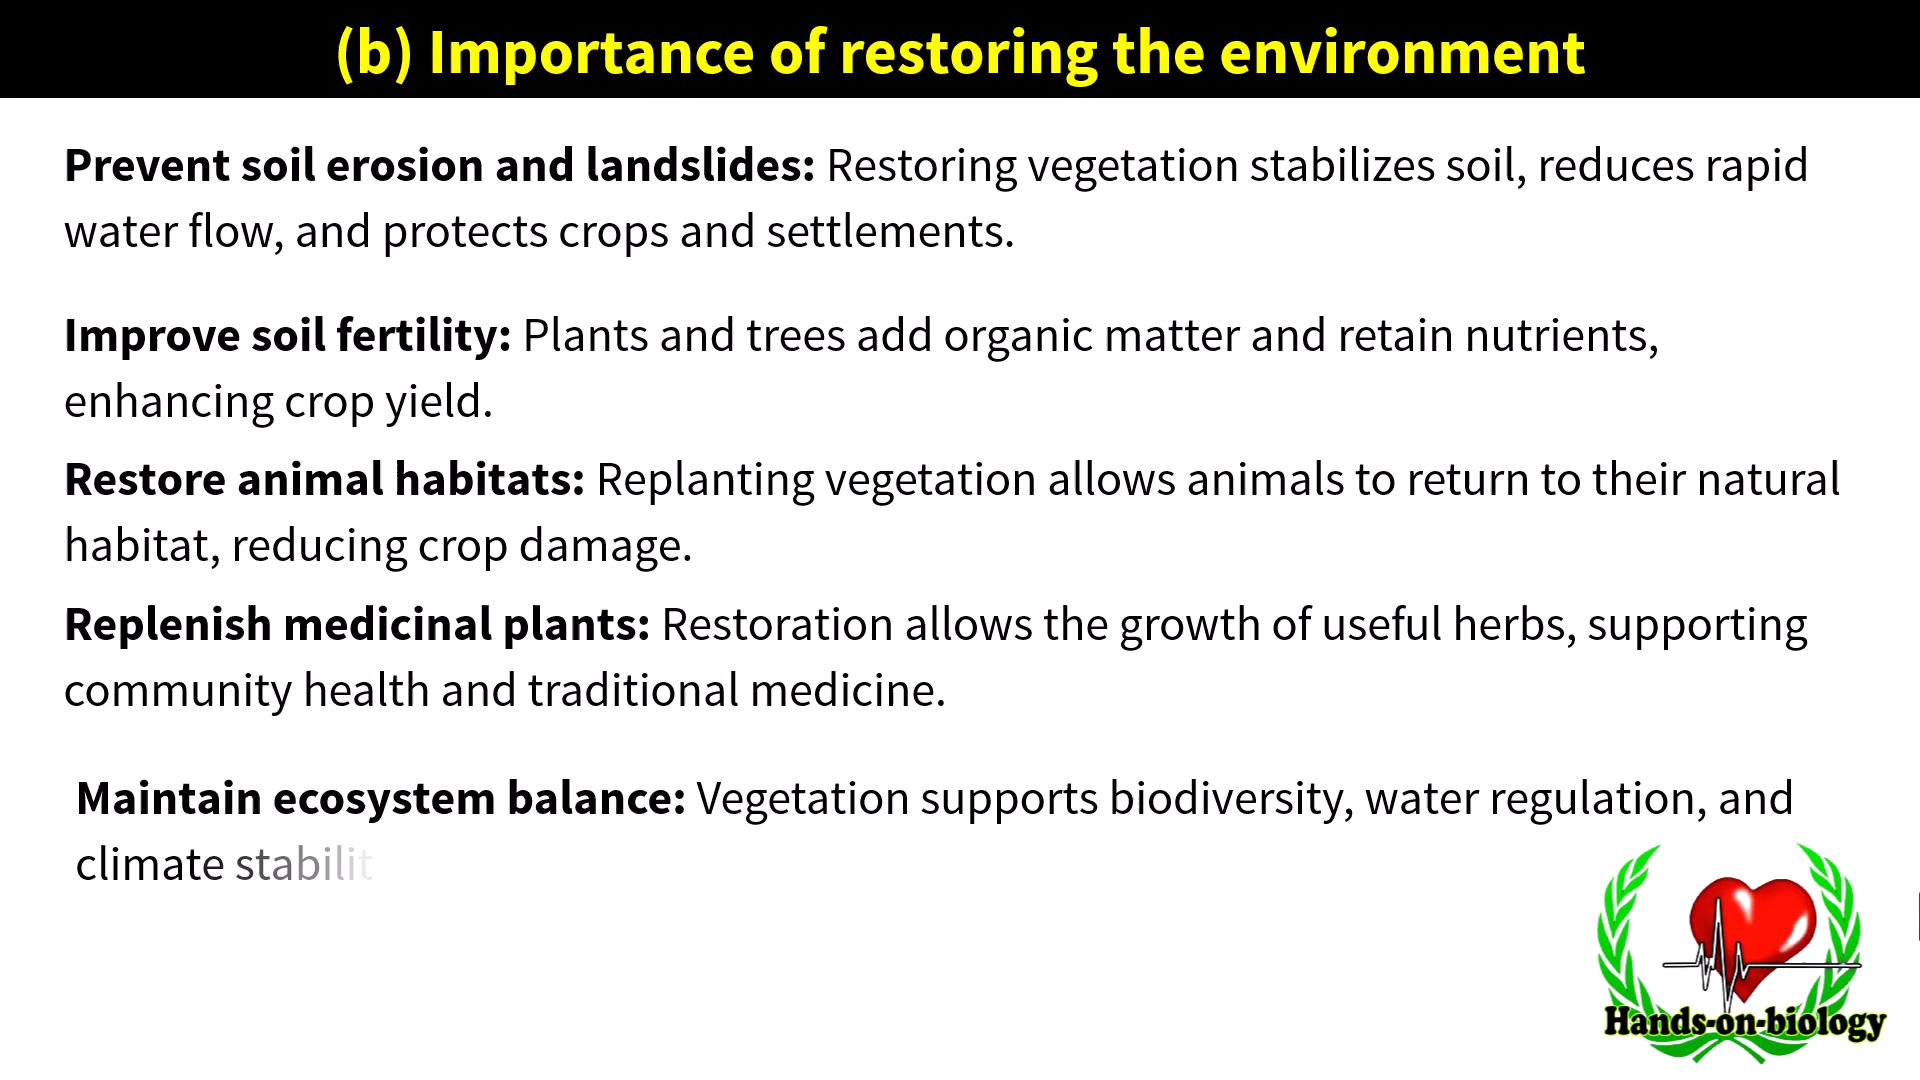 (b) Importance of restoring the environment
Prevent soil erosion and landslides: Restoring vegetation stabilizes soil, reduces rapid
water flow, and protects crops and settlements.
Improve soil fertility: Plants and trees add organic matter and retain nutrients,
enhancing crop yield.
Restore animal habitats: Replanting vegetation allows animals to return to their natural
habitat, reducing crop damage.
Replenish medicinal plants: Restoration allows the growth of useful herbs, supporting
community health and traditional medicine.
Maintain ecosystem balance: Vegetation supports biodiversity, water regulation, and
climate stabilit
Hands-on-biology